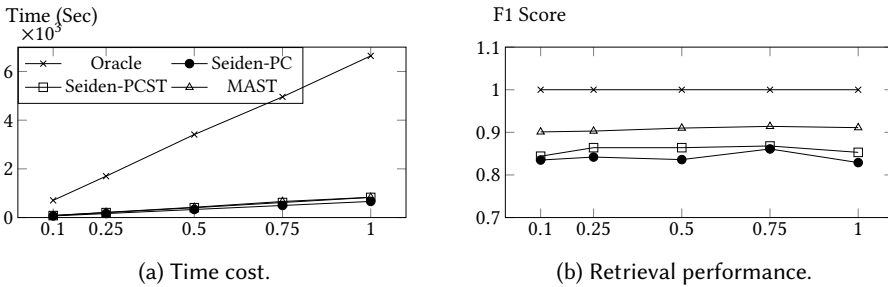 Time (Sec)
×10³
6
4
2
0
Oracle Seiden-PC
Seiden-PCST MAST
0.1 0.25 0.5 0.75 1
(a) Time cost.
F1 Score
1.1
1
0.9
0.8
0.7
0.1 0.25 0.5 0.75 1
(b) Retrieval performance.